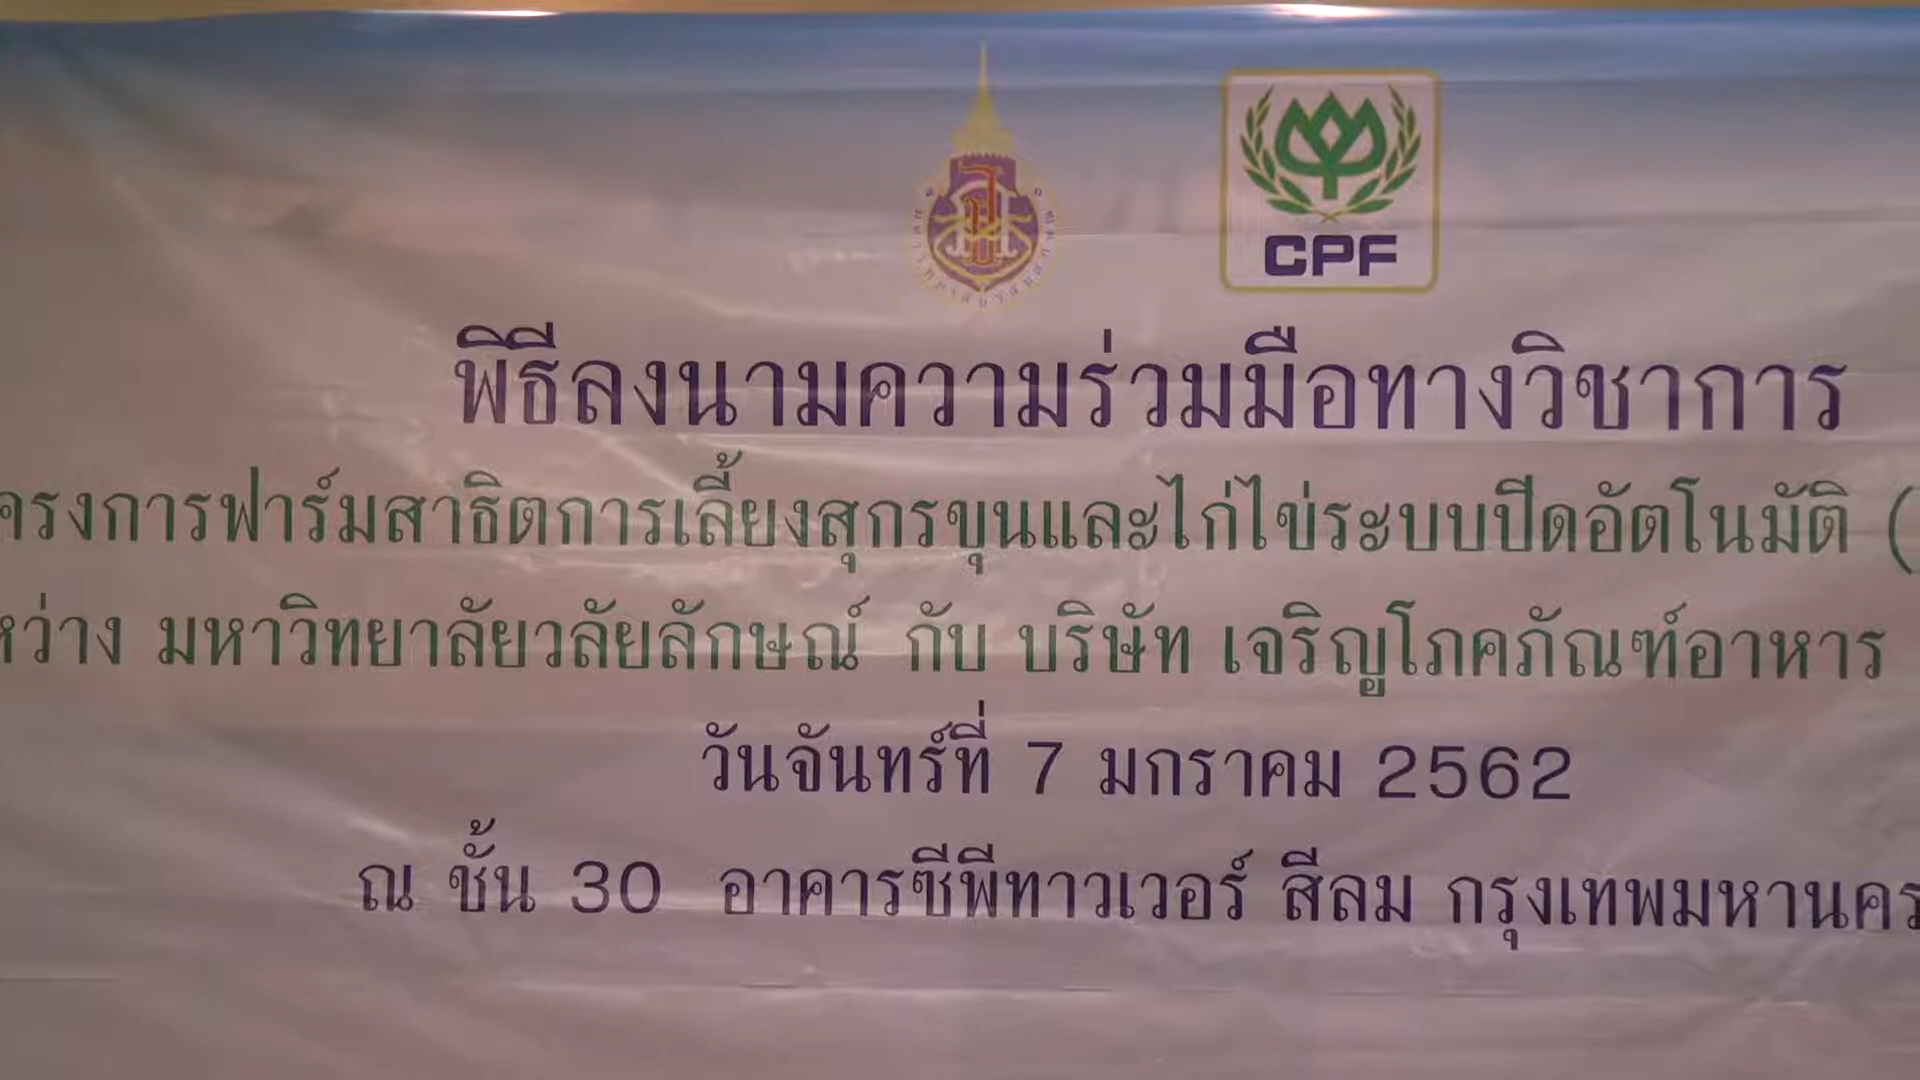 CPF
พิธีลงนามความร่วมมือทางวิชาการ
ครงการฟาร์มสาธิตการเลี้ยงสุกรขุนและไก่ไข่ระบบปิดอัตโนมัติ (
หว่าง มหาวิทยาลัยวลัยลักษณ์ กับ บริษัท เจริญโภคภัณฑ์อาหาร
วันจันทร์ที่ 7 มกราคม 2562
ณ ชั้น 30 อาคารซีพีทาวเวอร์ สีลม กรุงเทพมหานคร